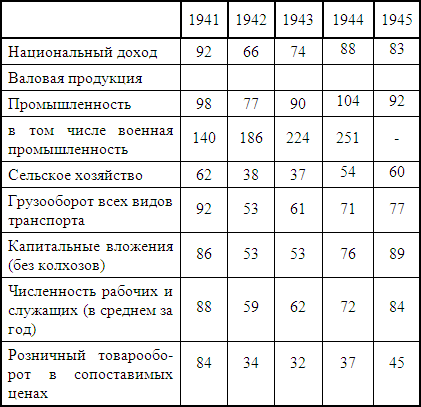 1941 1942 1943 1944 1945
Национальный доход 92 66 74 88 83
Валовая продукция
Промышленность 98 77 90 104 92
в том числе военная
промышленность 140 186 224 251 -
Сельское хозяйство 62 38 37 54 60
Грузооборот всех видов
транспорта 92 53 61 71 77
Капитальные вложения
(без колхозов) 86 53 53 76 89
Численность рабочих и
служащих (в среднем за
год) 88 59 62 72 84
Розничный товарообо-
рот в сопоставимых
ценах 84 34 32 37 45